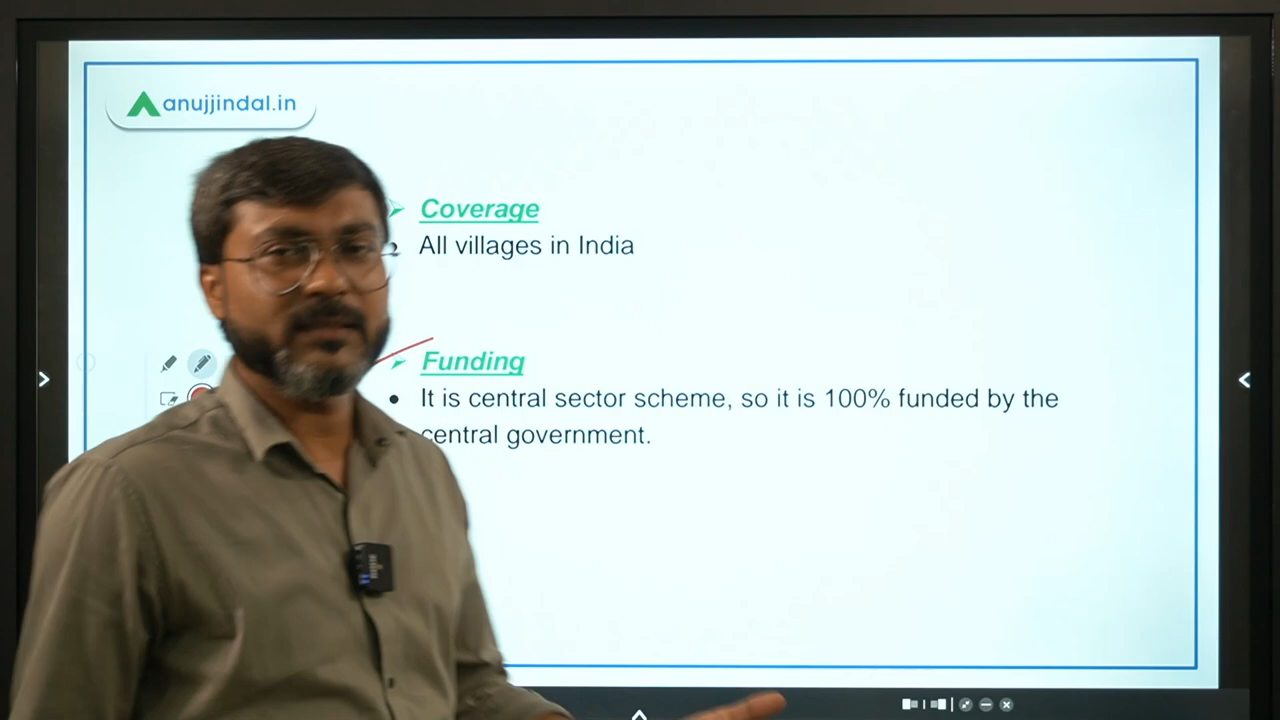 anujjindal.in
Coverage
All villages in India
Funding
It is central sector scheme, so it is 100% funded by the
central government.